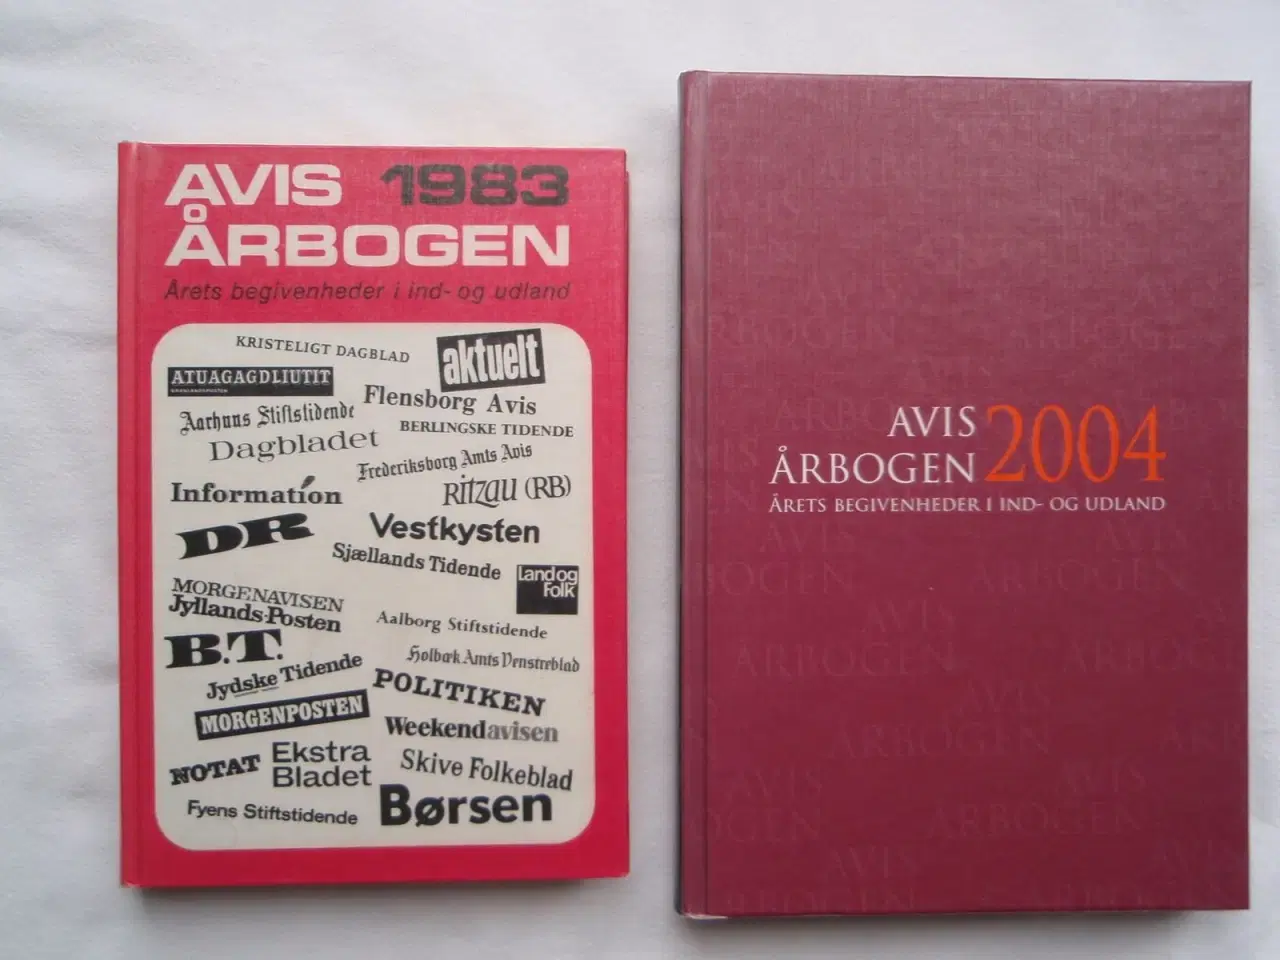 AVIS 1983
ÅRBOGEN
Årets begivenheder i ind- og udland
KRISTELIGT DAGBLAD
aktuelt
ATUAGAGDLIUTIT
Flensborg Avis
Aarhuus Stiftstidende
BERLINGSKE TIDENDE
Dagbladet
Frederiksborg Amts Avis
Information
Ritzau (RB)
DR
Vestkysten
Sjællands Tidende
Land og
Folk
MORGENAVISEN
Jyllands-Posten
Aalborg Stiftstidende
B.T.
Holbæk Amts Venstreblad
Jydske Tidende
POLITIKEN
MORGENPOSTEN
Weekendavisen
NOTAT
Ekstra
Bladet
Skive Folkeblad
Fyens Stiftstidende
Børsen
AVIS
ÅRBOGEN 2004
ÅRETS BEGIVENHEDER I IND- OG UDLAND